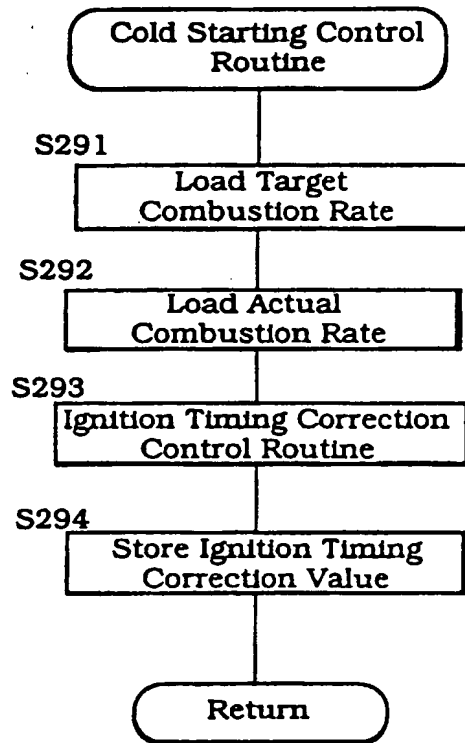 Cold Starting Control
Routine
S291
Load Target
Combustion Rate
S292
Load Actual
Combustion Rate
S293
Ignition Timing Correction
Control Routine
S294
Store Ignition Timing
Correction Value
Return